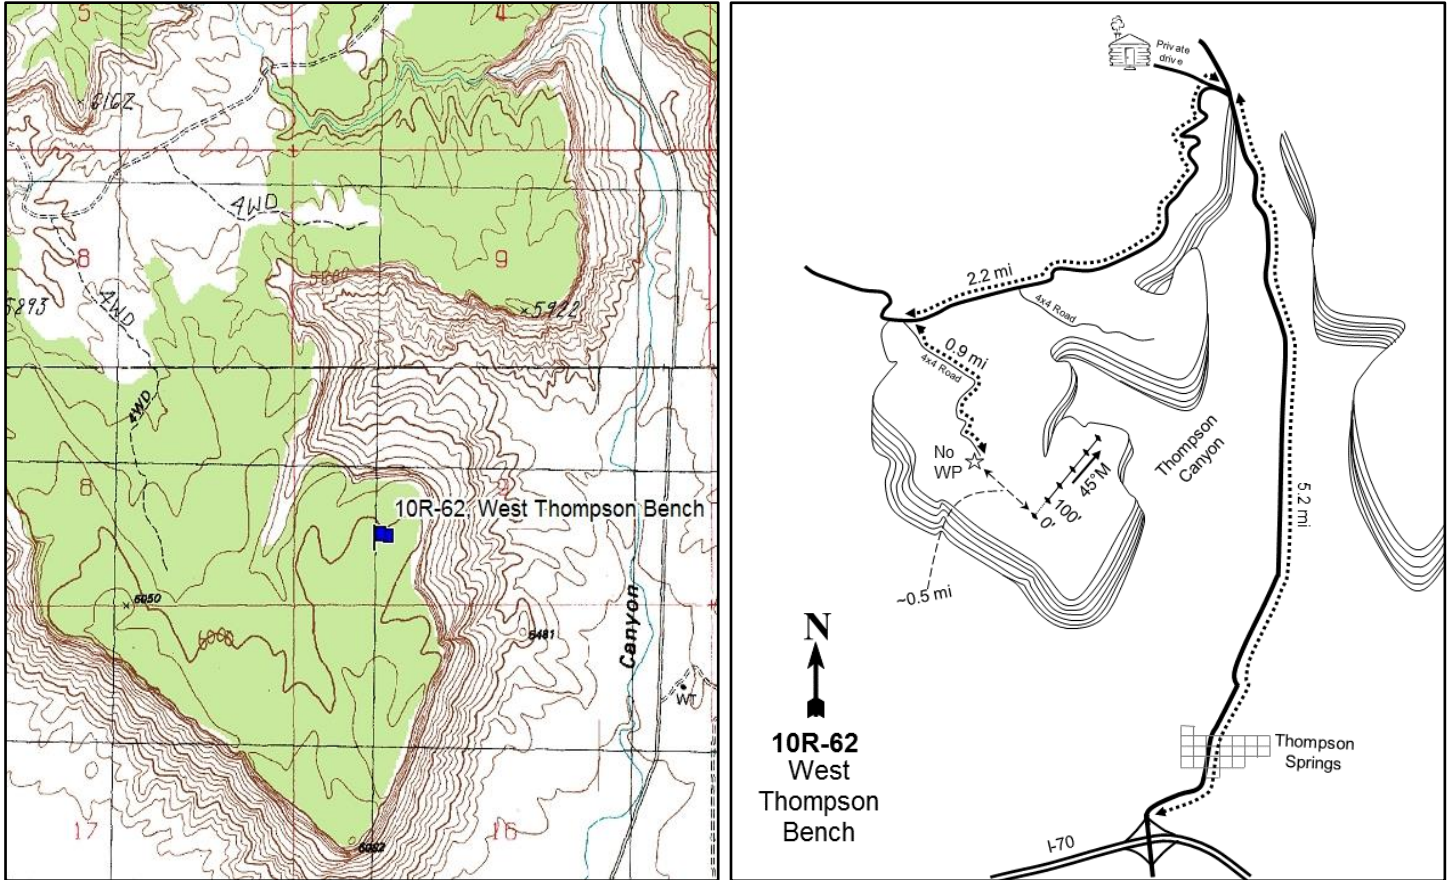 5
4
6162
4WD
8
9
5893
4WD
5922
4WD
8
9
10R-62, West Thompson Bench
6050
6000
5481
Canyon
WT
17
16
6082
Private
drive
2.2 mi
4x4 Road
0.9 mi
4x4 Road
No
WP
Thompson
Canyon
45°M
100'
0'
5.2 mi
~0.5 mi
N
10R-62
West
Thompson
Bench
Thompson
Springs
I-70